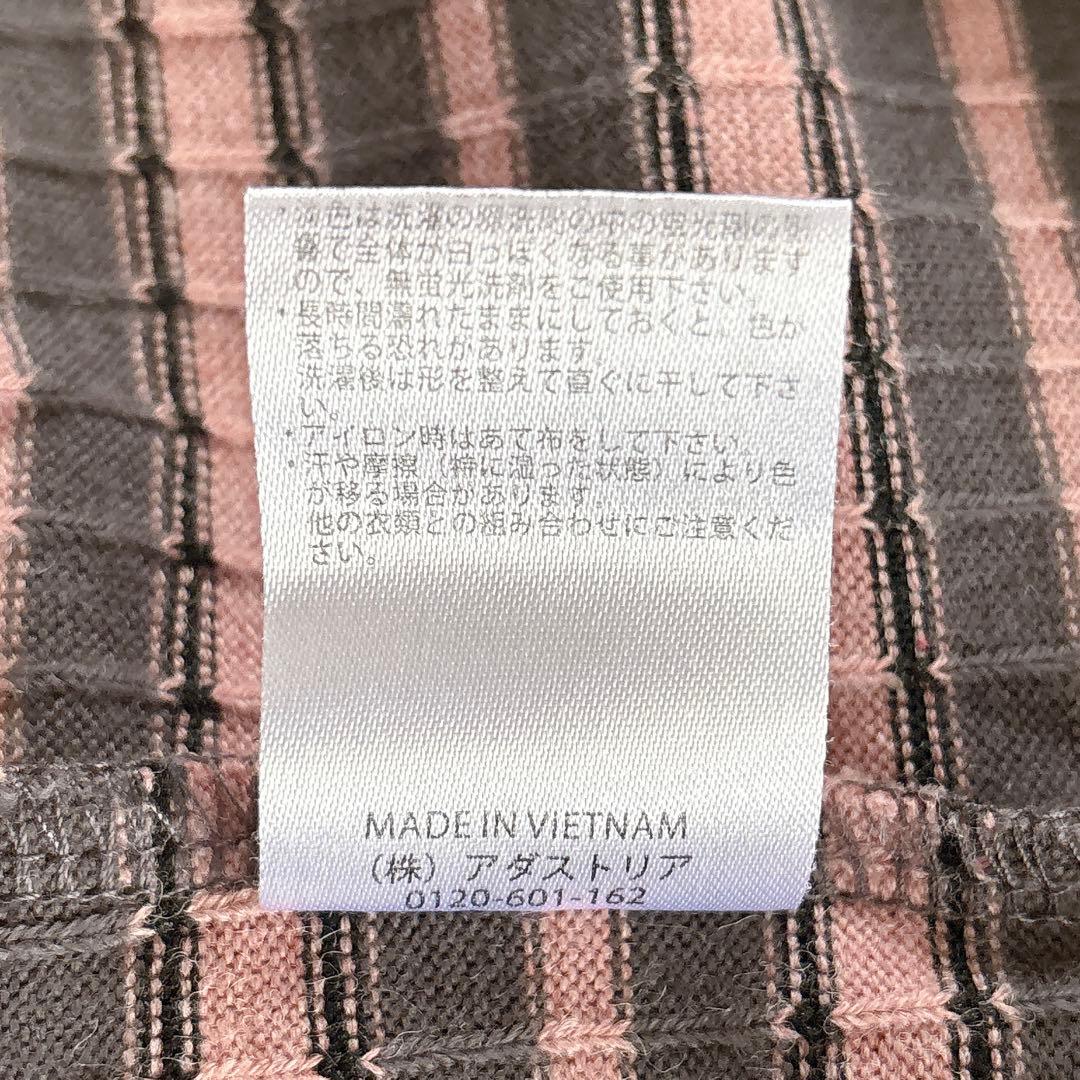 ・淡色は洗濯の際洗剤の中の蛍光剤の影
響で全体が白っぽくなる事があります
ので、無蛍光洗剤をご使用下さい。
・長時間濡れたままにしておくと、色が
落ちる恐れがあります。
洗濯後は形を整えて直ぐに干して下さ
い。
・アイロン時はあて布をして下さい。
・汗や摩擦（特に湿った状態）により色
が移る場合があります。
他の衣類との組み合わせにご注意くだ
さい。
MADE IN VIETNAM
（株）アダストリア
0120-601-162